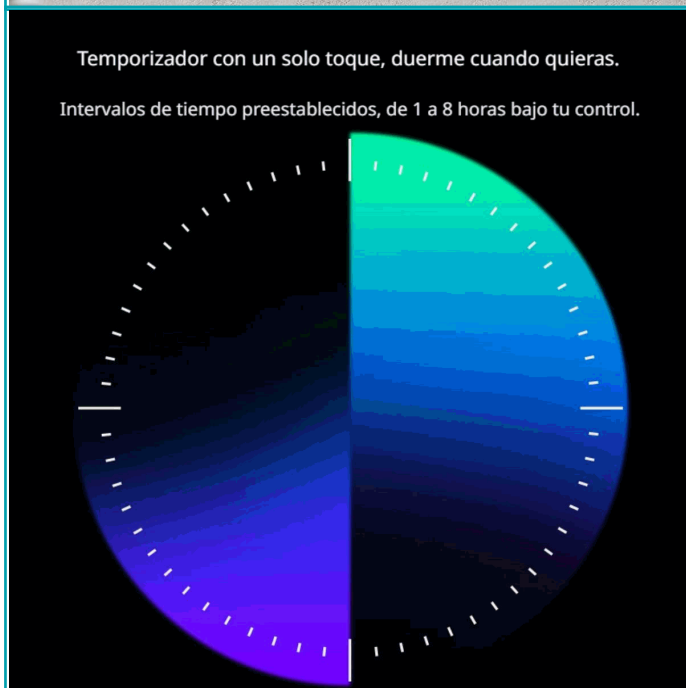 Temporizador con un solo toque, duerme cuando quieras.
Intervalos de tiempo preestablecidos, de 1 a 8 horas bajo tu control.